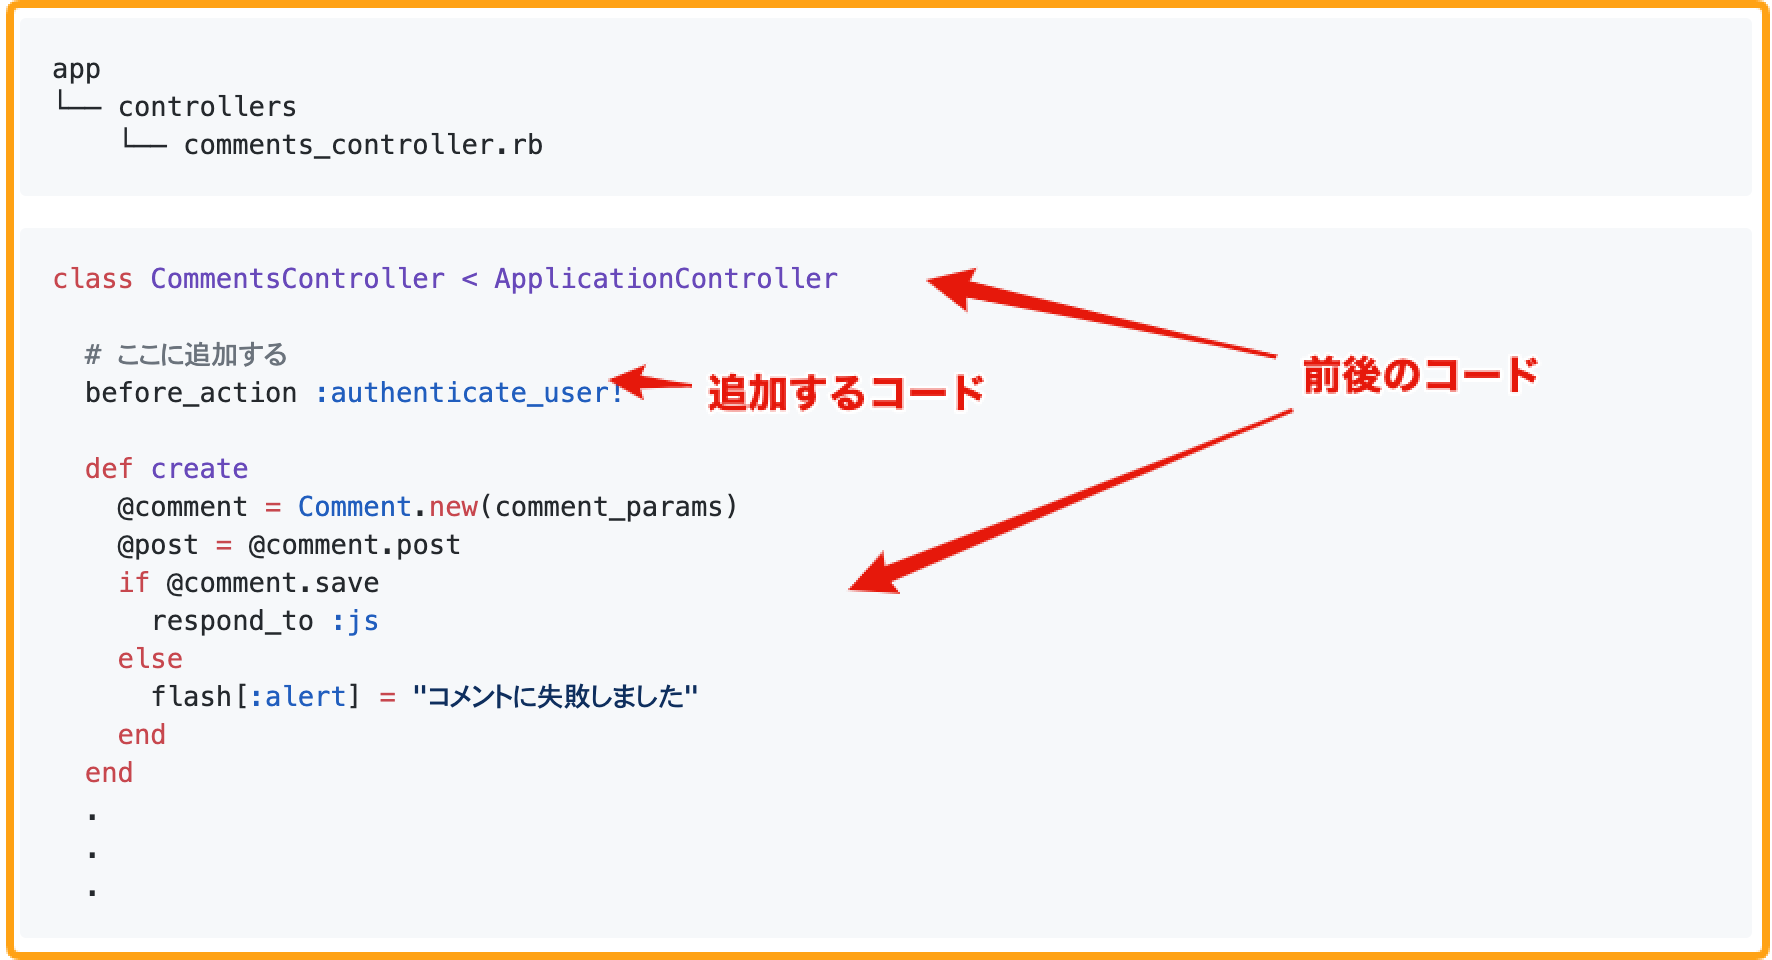 app
└── controllers
    └── comments_controller.rb
class CommentsController < ApplicationController
  # ここに追加する
  before_action :authenticate_user!
追加するコード
前後のコード
  def create
    @comment = Comment.new(comment_params)
    @post = @comment.post
    if @comment.save
      respond_to :js
    else
      flash[:alert] = "コメントに失敗しました"
    end
  end
  .
  .
  .